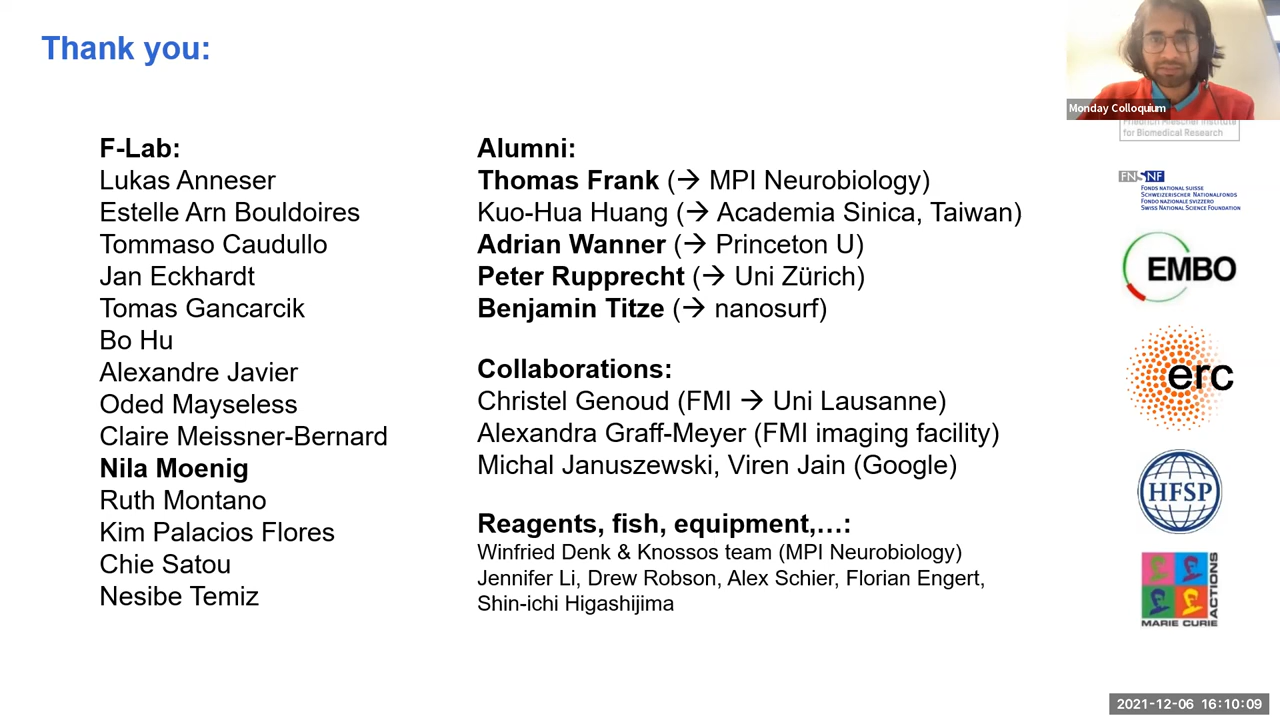 Thank you:
Monday Colloquium
F-Lab:
Lukas Anneser
Estelle Arn Bouldoires
Tommaso Caudullo
Jan Eckhardt
Tomas Gancarcik
Bo Hu
Alexandre Javier
Oded Mayseless
Claire Meissner-Bernard
Nila Moenig
Ruth Montano
Kim Palacios Flores
Chie Satou
Nesibe Temiz
Alumni:
Thomas Frank (→ MPI Neurobiology)
Kuo-Hua Huang (→ Academia Sinica, Taiwan)
Adrian Wanner (→ Princeton U)
Peter Rupprecht (→ Uni Zürich)
Benjamin Titze (→ nanosurf)
Collaborations:
Christel Genoud (FMI → Uni Lausanne)
Alexandra Graff-Meyer (FMI imaging facility)
Michal Januszewski, Viren Jain (Google)
Reagents, fish, equipment,…:
Winfried Denk & Knossos team (MPI Neurobiology)
Jennifer Li, Drew Robson, Alex Schier, Florian Engert,
Shin-ichi Higashijima
Friedrich Miescher Institute
for Biomedical Research
FNSNF
FONDS NATIONAL SUISSE
SCHWEIZERISCHER NATIONALFONDS
FONDO NAZIONALE SVIZZERO
SWISS NATIONAL SCIENCE FOUNDATION
EMBO
erc
HFSP
MARIE CURIE
ACTIONS
2021-12-06 16:10:09